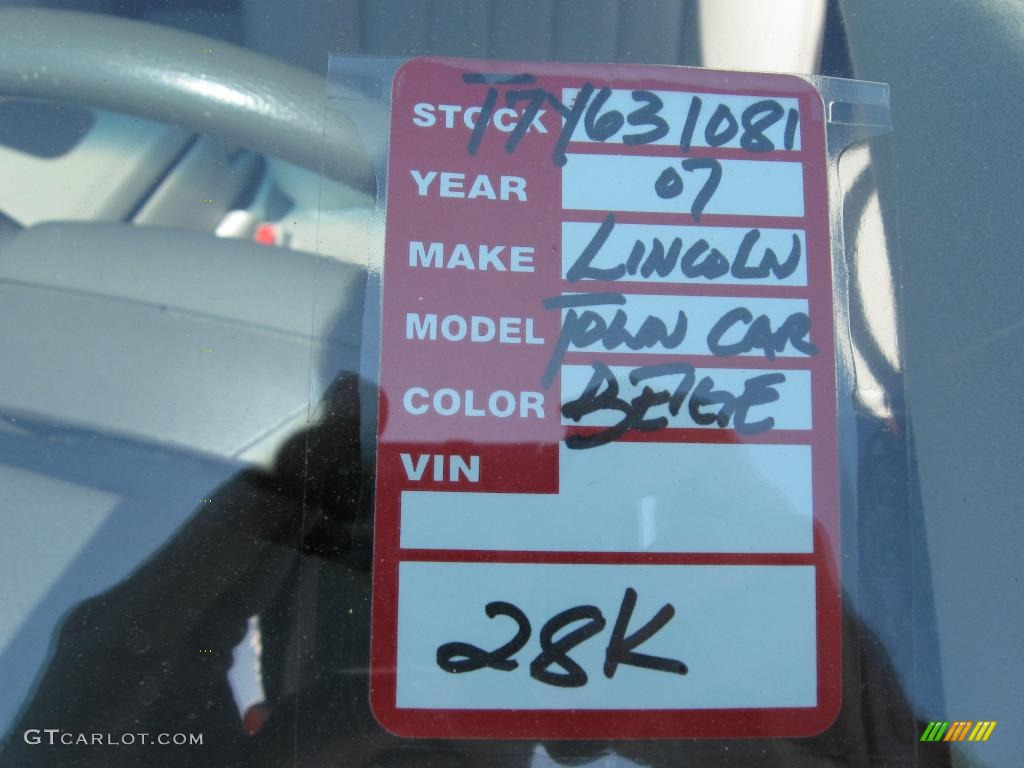 STOCK T7Y631081
YEAR 07
MAKE LINCOLN
MODEL TOWN CAR
COLOR BEIGE
VIN
28K
GTCARLOT.COM